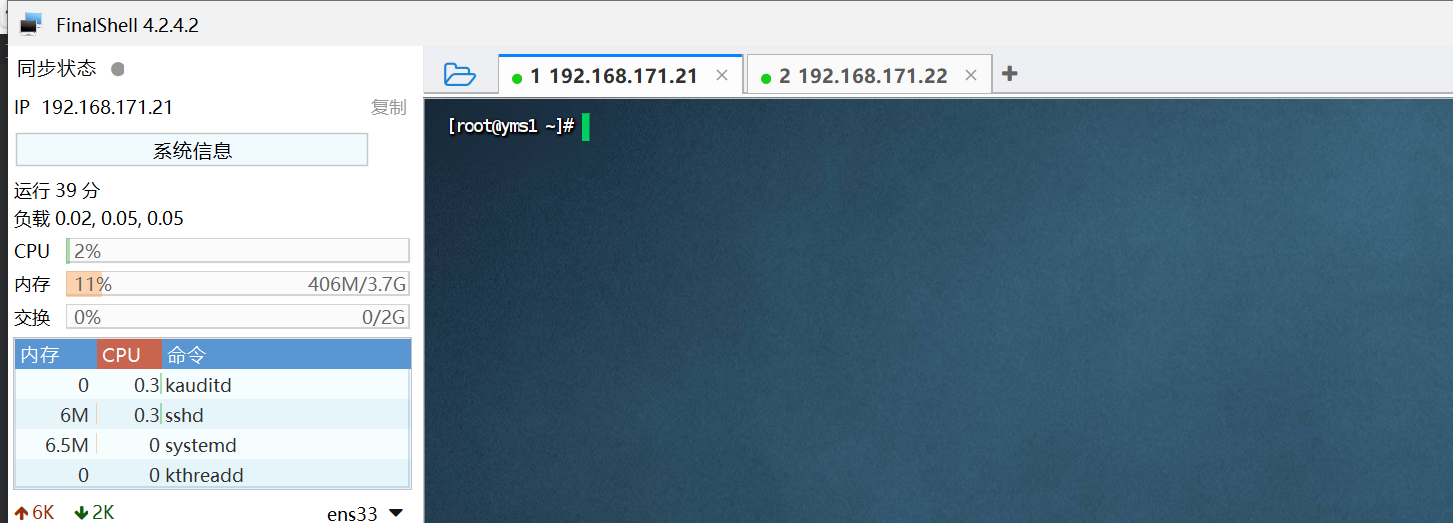 FinalShell 4.2.4.2
同步状态
1 192.168.171.21
2 192.168.171.22
IP 192.168.171.21 复制
[root@yms1 ~]#
系统信息
运行 39 分
负载 0.02, 0.05, 0.05
CPU 2%
内存 11% 406M/3.7G
交换 0% 0/2G
内存 CPU 命令
0 0.3 kauditd
6M 0.3 sshd
6.5M 0 systemd
0 0 kthreadd
6K 2K ens33